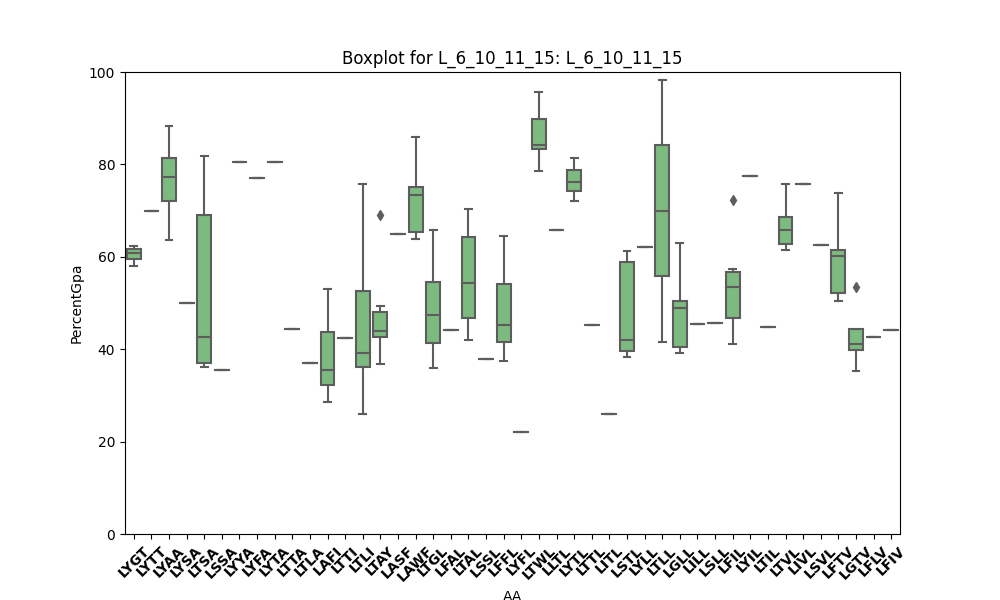 Boxplot for L_6_10_11_15: L_6_10_11_15
100
80
60
40
20
0
PercentGpa
LYGT
LYTT
LYAA
LYSA
LTSA
LSSA
LYYA
LYFA
LYTA
LTTA
LTLA
LAFI
LTTI
LTLI
LTAY
LASF
LAWF
LTGL
LFAL
LTAL
LSSL
LFFL
LYFL
LTWL
LLTL
LYTL
LTTL
LITL
LSTL
LYLL
LTLL
LGLL
LILL
LSLL
LFIL
LYIL
LTIL
LTVL
LIVL
LSVL
LFTV
LGTV
LFLV
LFIV
AA